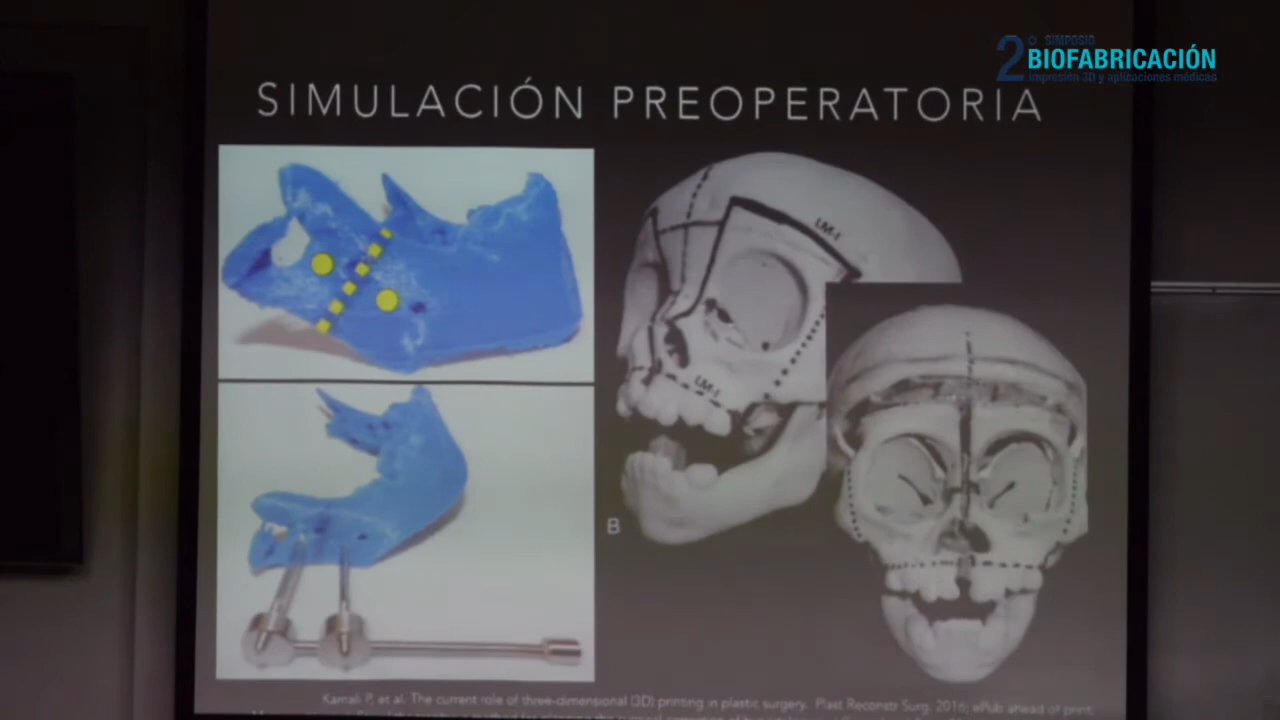 2° SIMPOSIO
BIOFABRICACIÓN
Impresión 3D y aplicaciones médicas
SIMULACIÓN PREOPERATORIA
LM-I
LM-I
B
Kamali P, et al. The current role of three-dimensional (3D) printing in plastic surgery. Plast Reconstr Surg. 2016; ePub ahead of print.